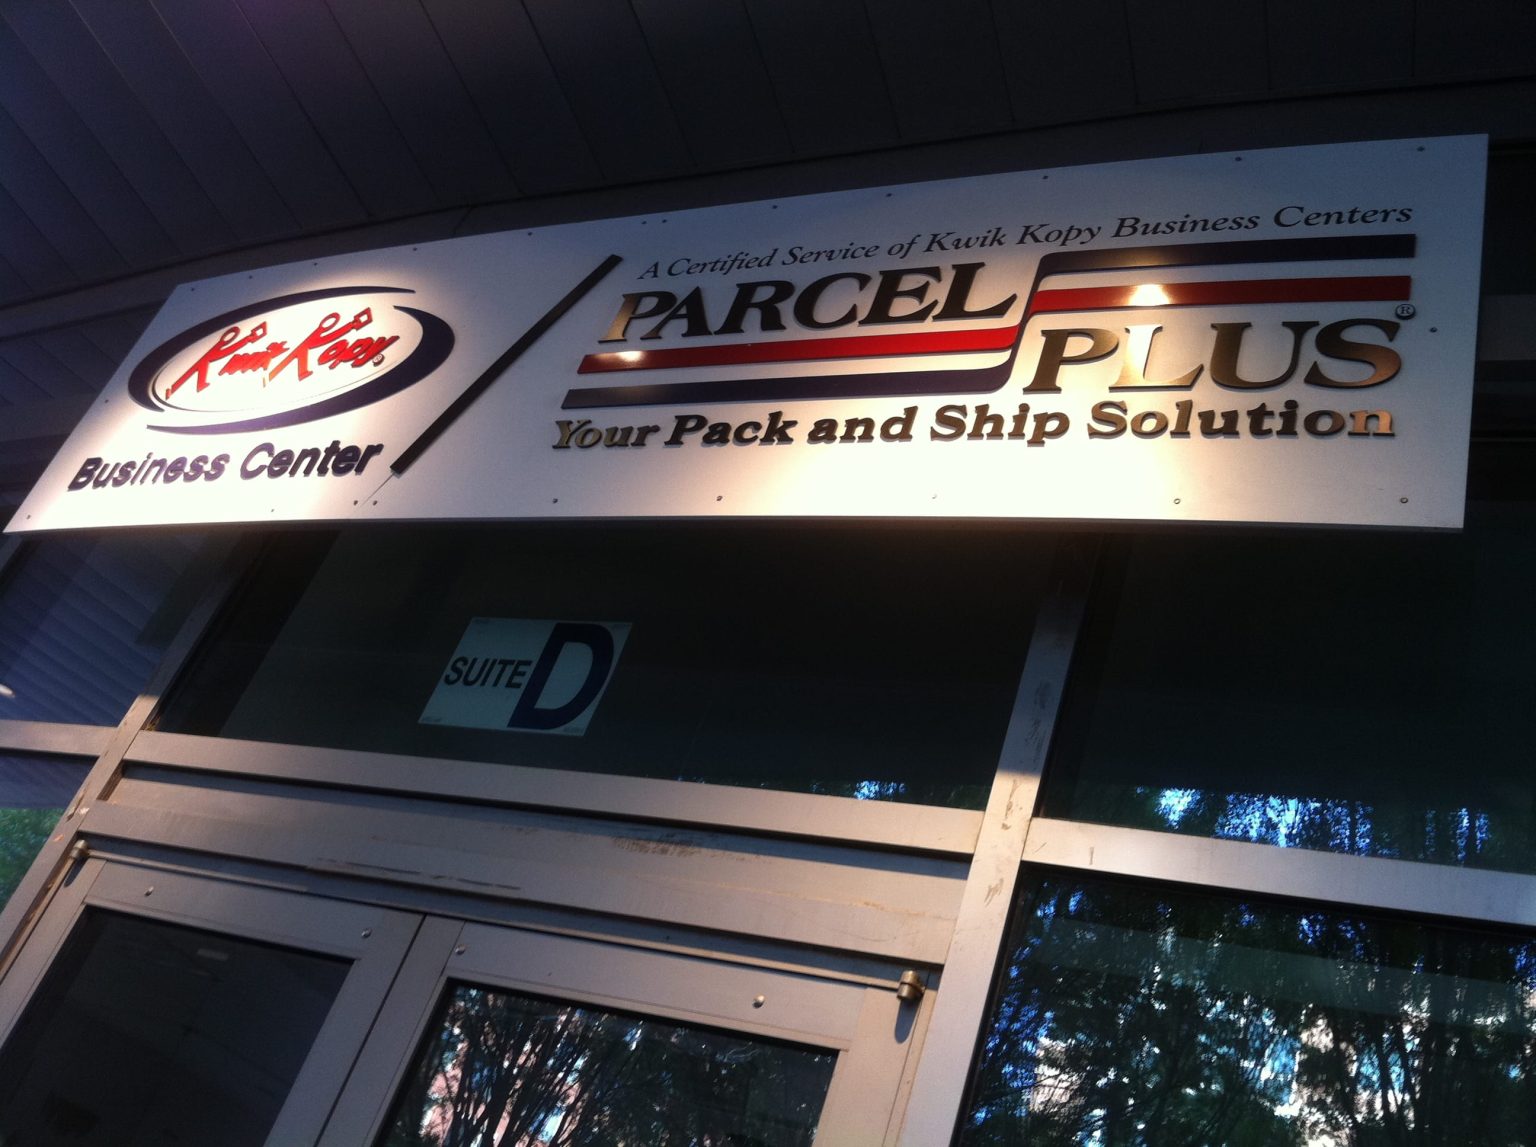 Kwik Kopy®
Business Center
A Certified Service of Kwik Kopy Business Centers
PARCEL
PLUS®
Your Pack and Ship Solution
SUITE D